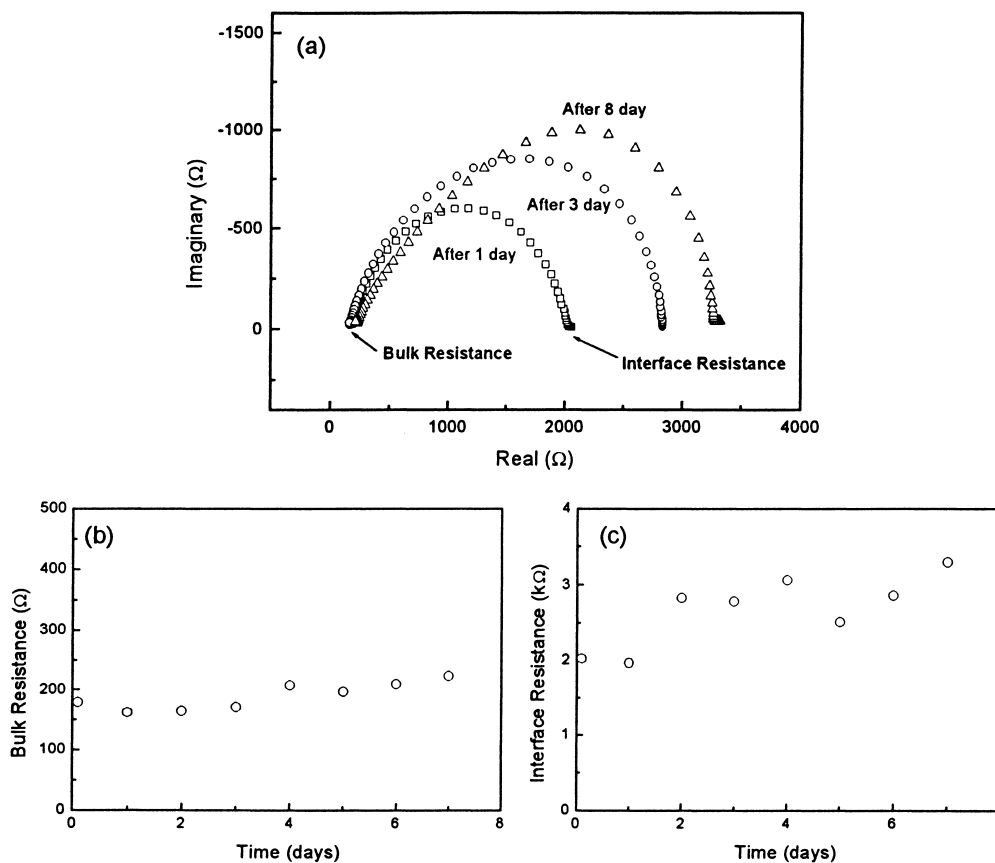 (a)
-1500
-1000
-500
0
Imaginary (Ω)
After 8 day
After 3 day
After 1 day
Bulk Resistance
Interface Resistance
0 1000 2000 3000 4000
Real (Ω)
(b)
500
400
300
200
100
0
Bulk Resistance (Ω)
0 2 4 6 8
Time (days)
(c)
4
3
2
1
0
Interface Resistance (kΩ)
0 2 4 6
Time (days)